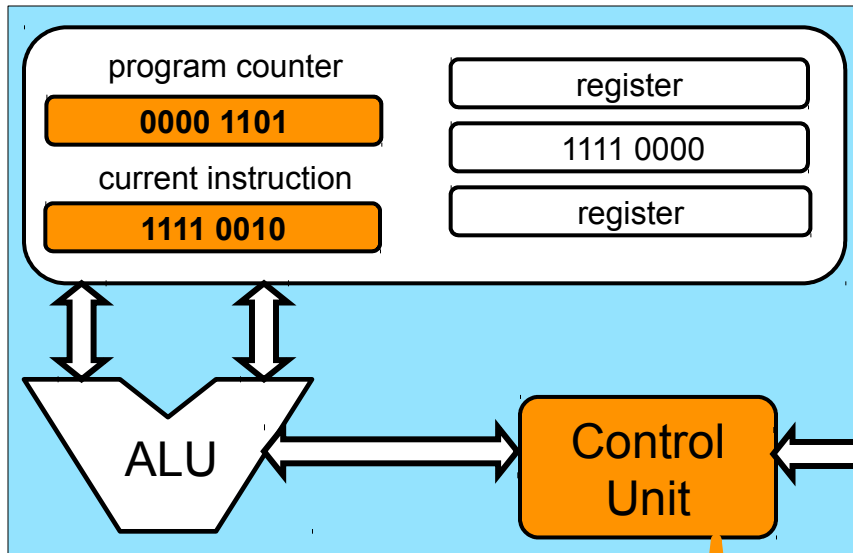 program counter
0000 1101
current instruction
1111 0010
register
1111 0000
register
ALU
Control
Unit